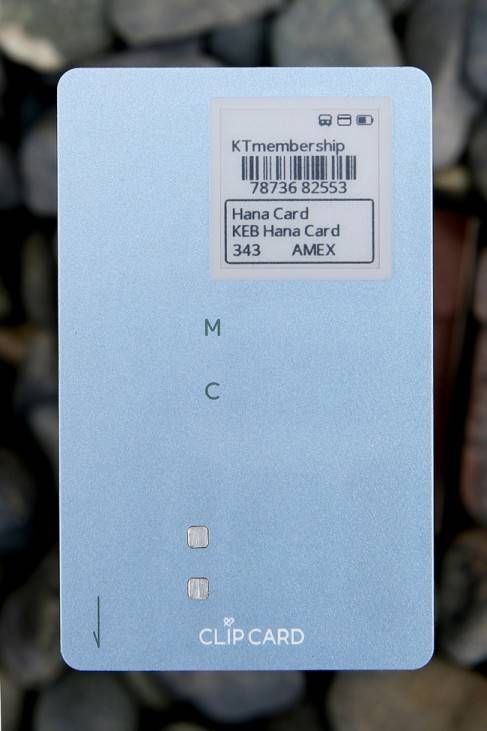 KTmembership
78736 82553
Hana Card
KEB Hana Card
343 AMEX
M
C
CLiP CARD